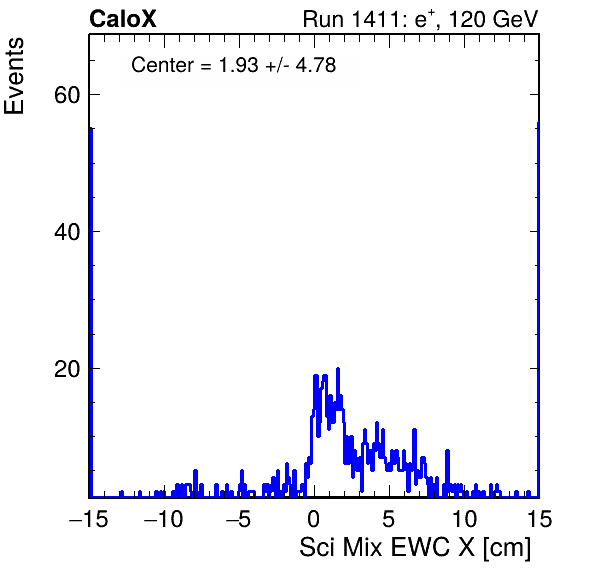 CaloX Run 1411: e⁺, 120 GeV
Center = 1.93 +/- 4.78
Events
60
40
20
−15 −10 −5 0 5 10 15
Sci Mix EWC X [cm]